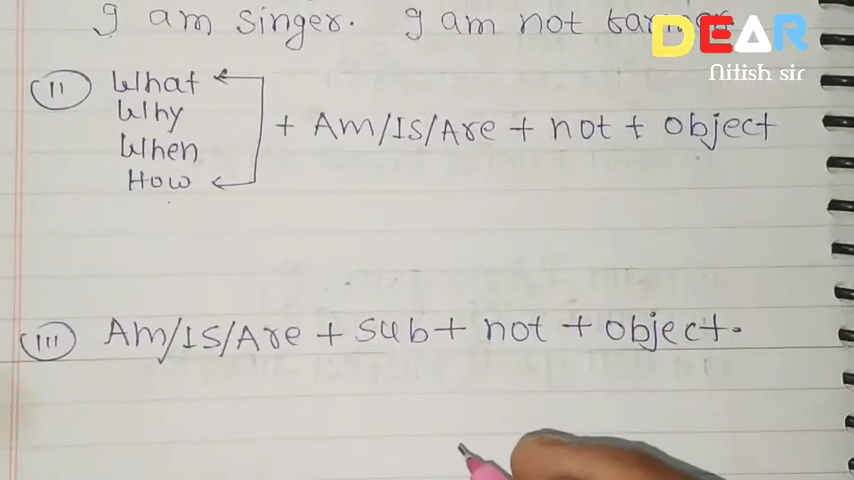 I am singer. I am not
DEAR
Nitish sir
(II) What
Why
When
How
+ Am/Is/Are + not + object
(III) Am/Is/Are + sub + not + object.